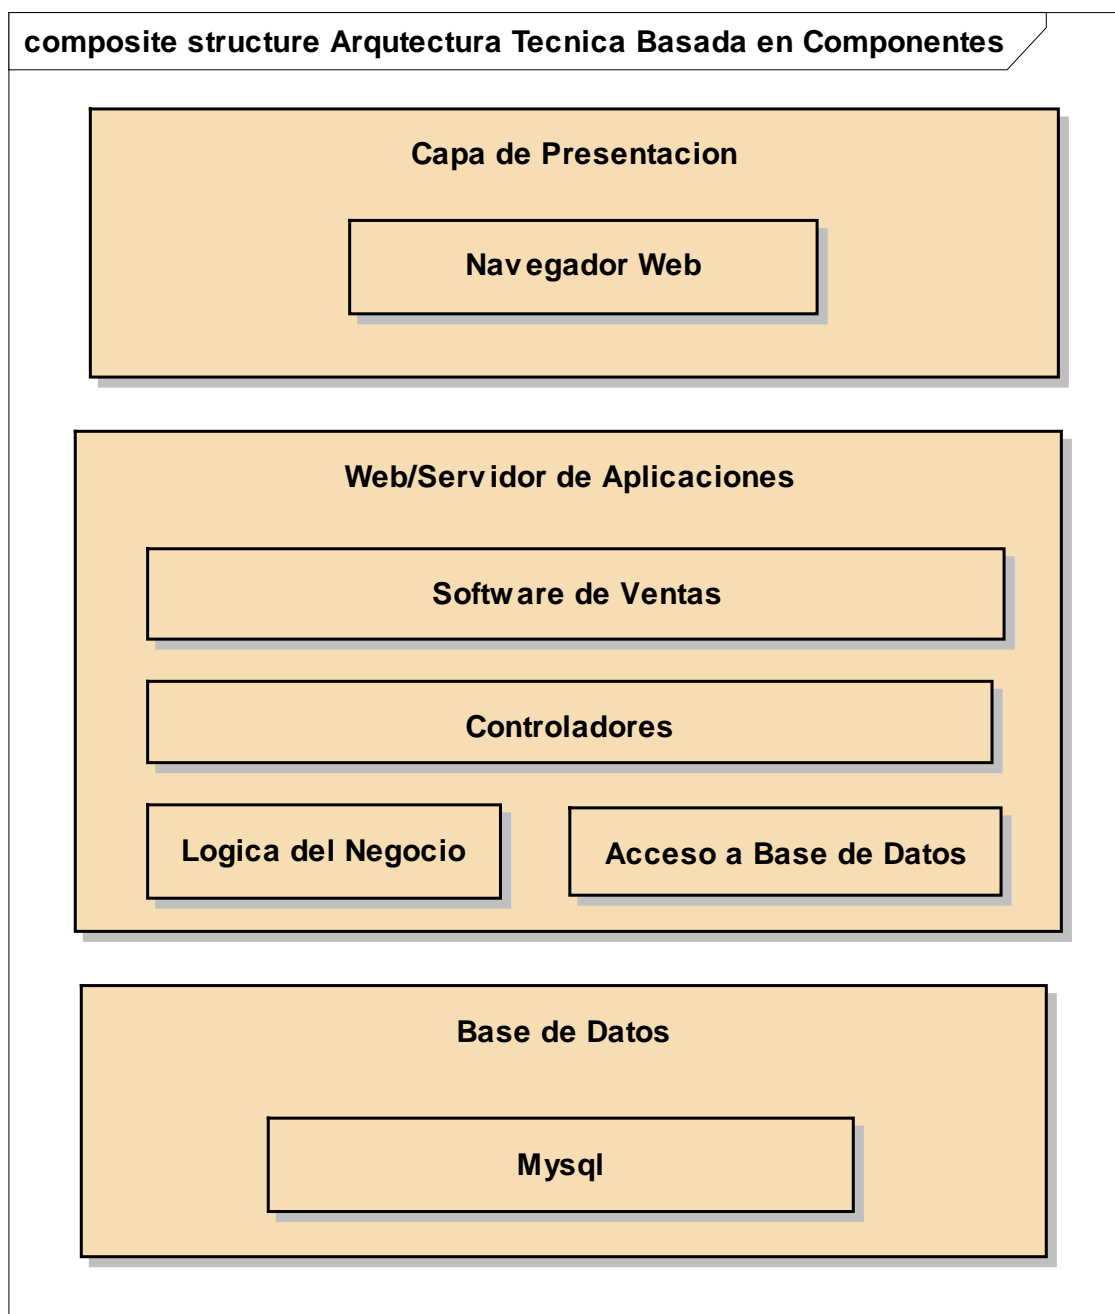 composite structure Arqutectura Tecnica Basada en Componentes
Capa de Presentacion
Navegador Web
Web/Servidor de Aplicaciones
Software de Ventas
Controladores
Logica del Negocio
Acceso a Base de Datos
Base de Datos
Mysql